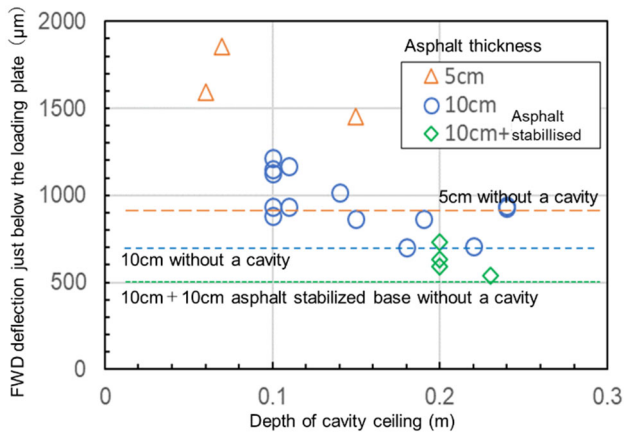 FWD deflection just below the loading plate (μm)
2000
1500
1000
500
0
Asphalt thickness
5cm
10cm
10cm+ Asphalt
stabillised
5cm without a cavity
10cm without a cavity
10cm + 10cm asphalt stabilized base without a cavity
0
0.1
0.2
0.3
Depth of cavity ceiling (m)